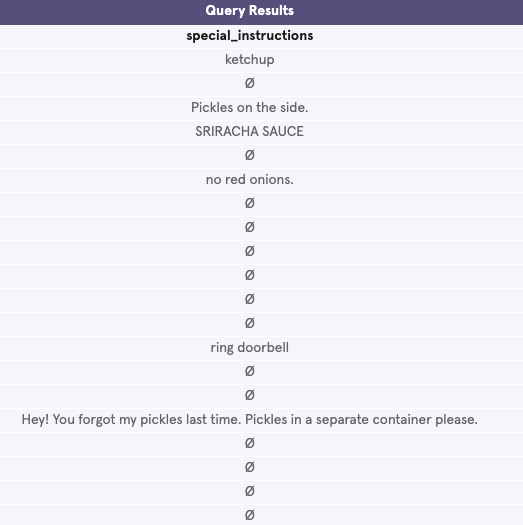 Query Results
special_instructions
ketchup
Ø
Pickles on the side.
SRIRACHA SAUCE
Ø
no red onions.
Ø
Ø
Ø
Ø
Ø
Ø
ring doorbell
Ø
Ø
Hey! You forgot my pickles last time. Pickles in a separate container please.
Ø
Ø
Ø
Ø